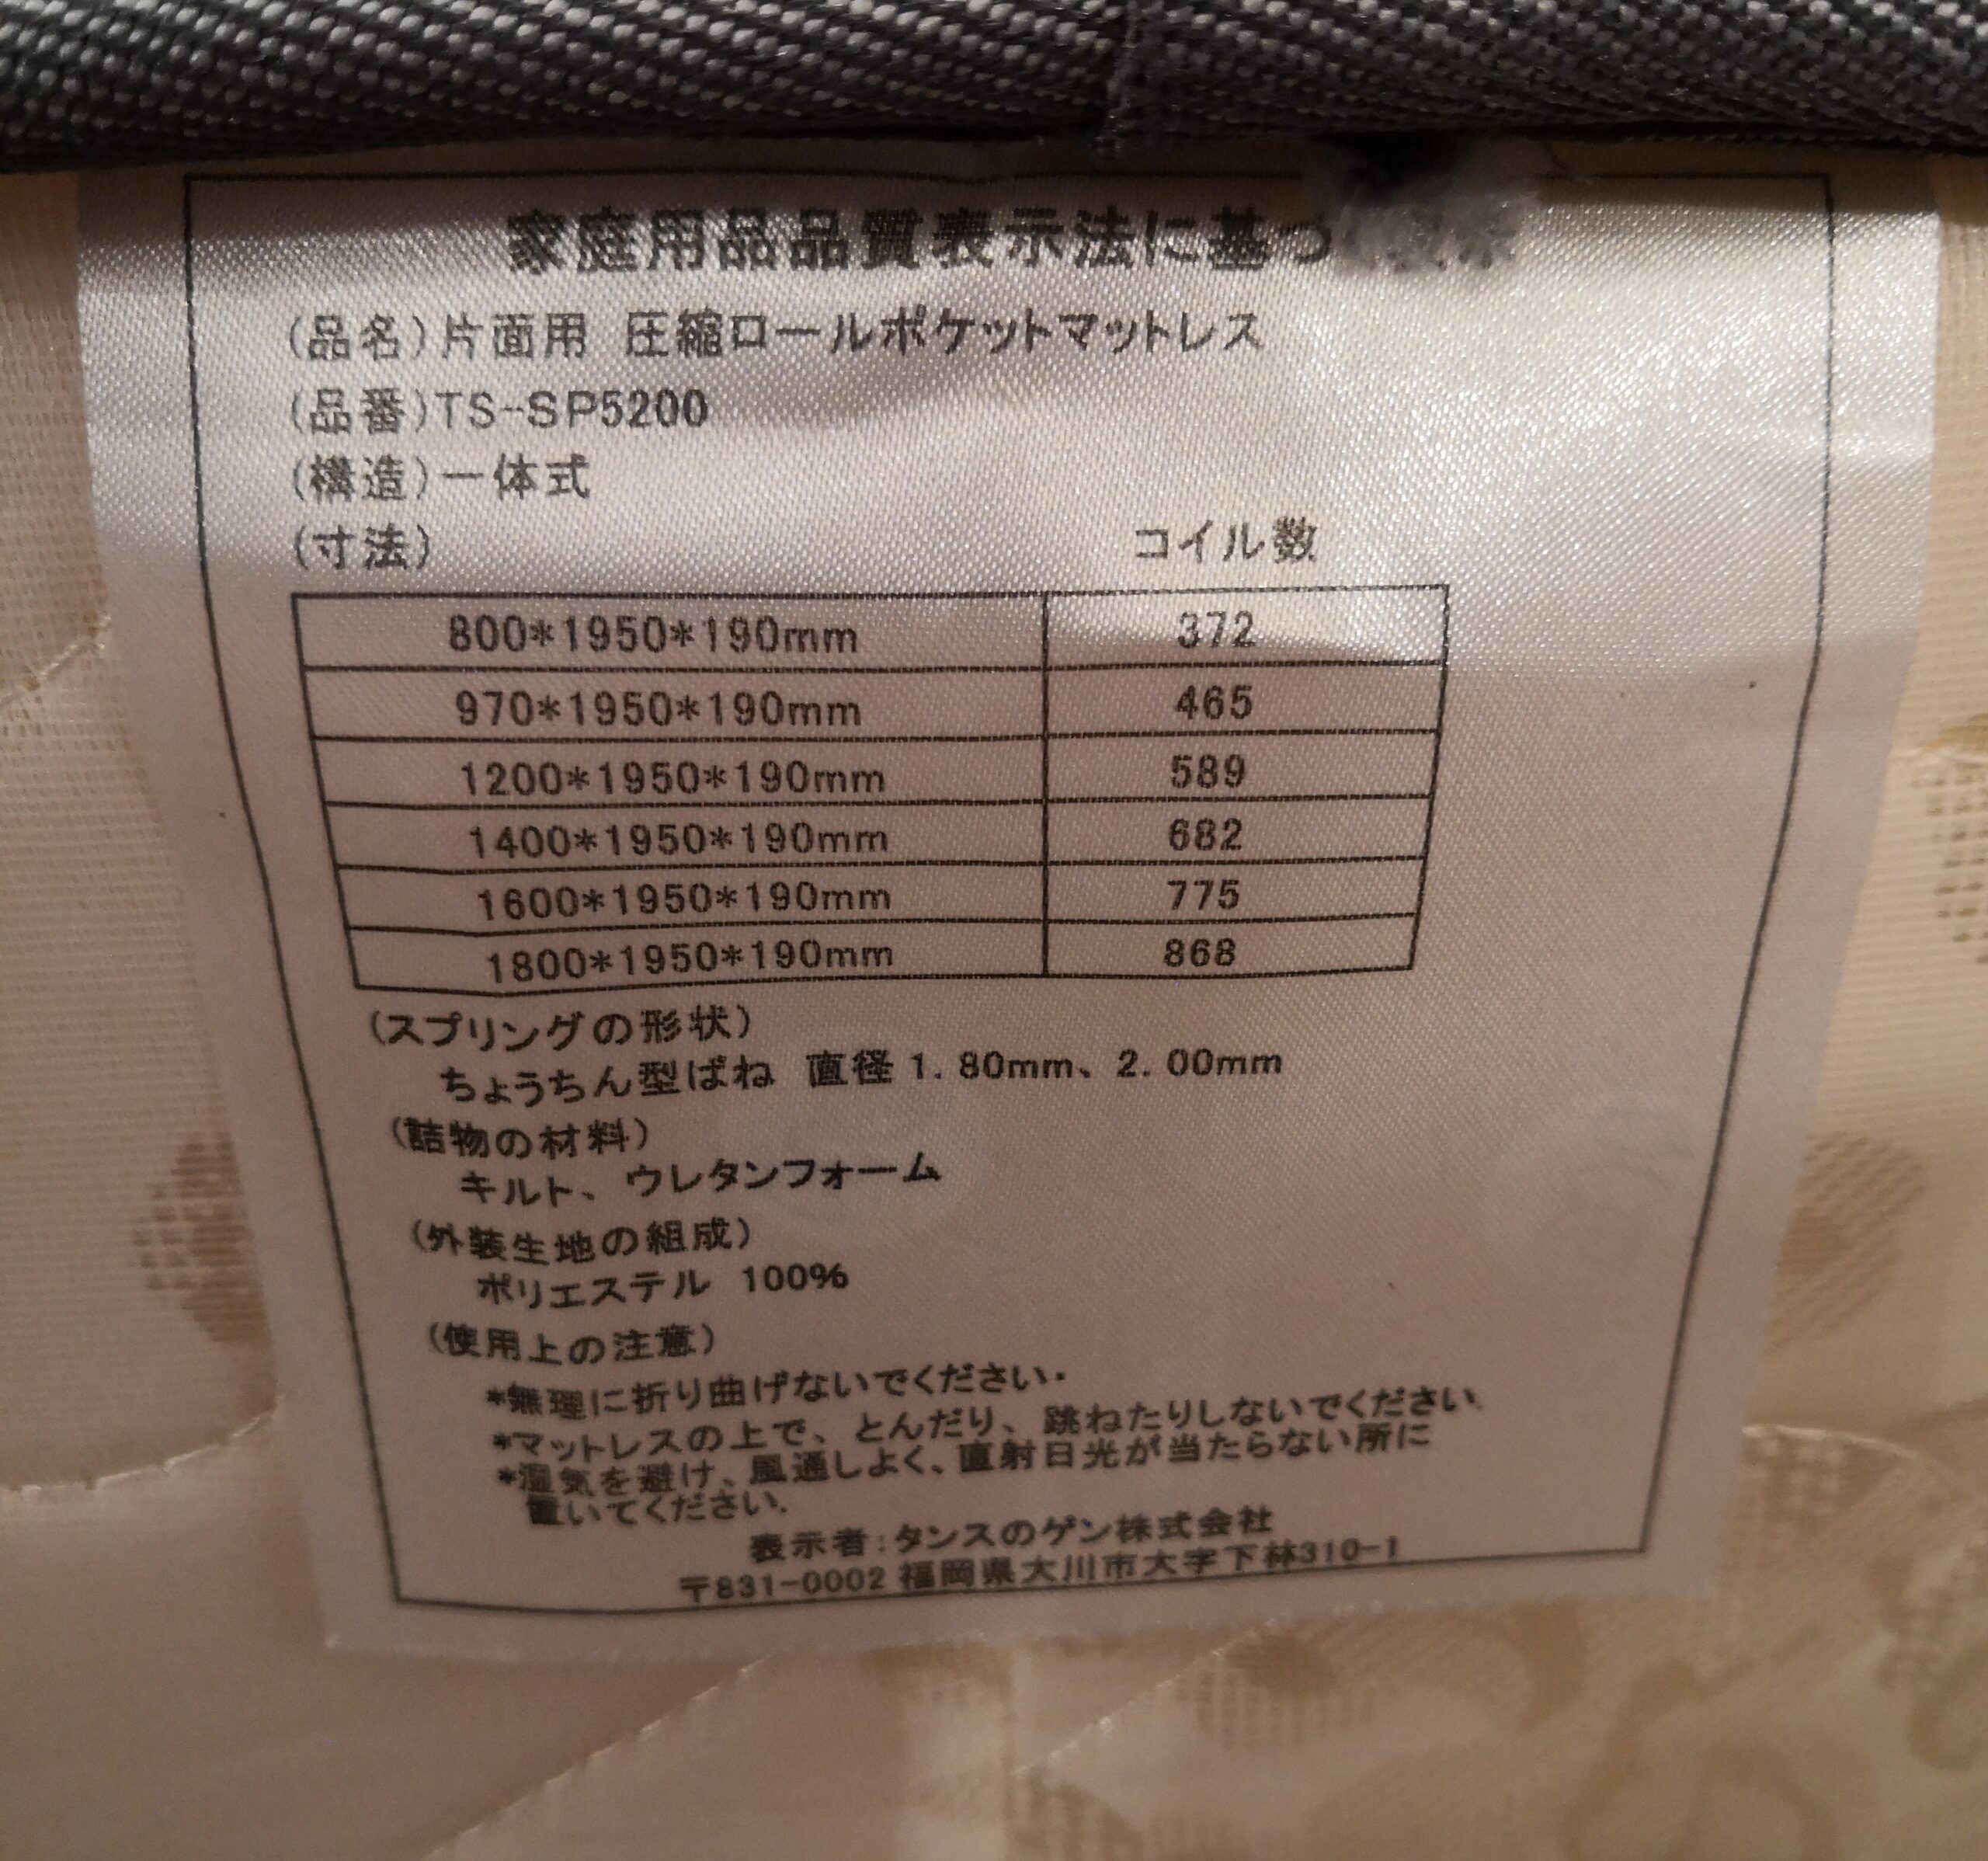 家庭用品品質表示法に基づ
(品名)片面用 圧縮ロールポケットマットレス
(品番)TS-SP5200
(構造)一体式
(寸法) コイル数
800*1950*190mm 372
970*1950*190mm 465
1200*1950*190mm 589
1400*1950*190mm 682
1600*1950*190mm 775
1800*1950*190mm 868
(スプリングの形状)
ちょうちん型ばね 直径1.80mm、2.00mm
(詰物の材料)
キルト、ウレタンフォーム
(外装生地の組成)
ポリエステル 100%
(使用上の注意)
*無理に折り曲げないでください.
*マットレスの上で、とんだり、跳ねたりしないでください.
*湿気を避け、風通しよく、直射日光が当たらない所に
置いてください.
表示者:タンスのゲン株式会社
〒831-0002 福岡県大川市大字下林310-1